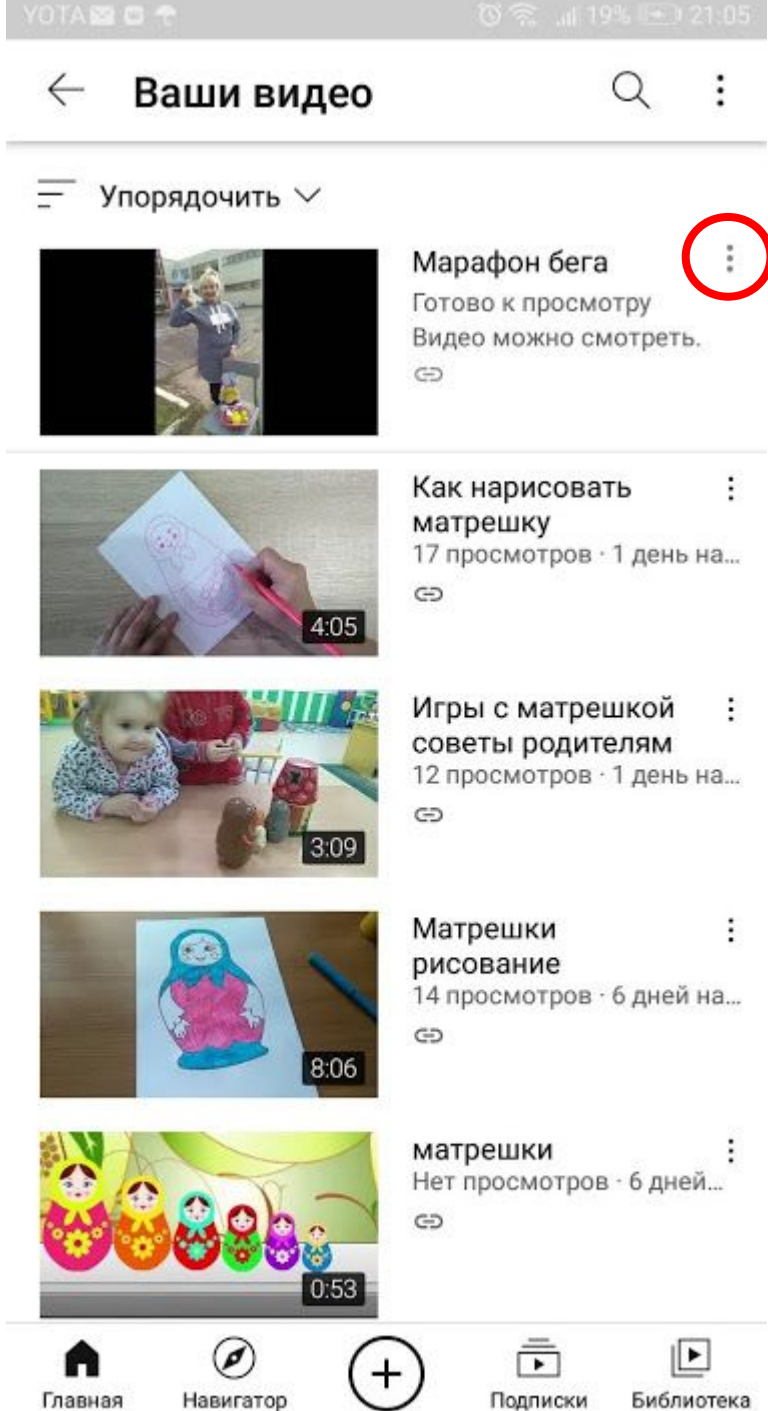 YOTA 19% 21:05
Ваши видео
Упорядочить
Марафон бега
Готово к просмотру
Видео можно смотреть.
Как нарисовать
матрешку
17 просмотров · 1 день на...
4:05
Игры с матрешкой
советы родителям
12 просмотров · 1 день на...
3:09
Матрешки
рисование
14 просмотров · 6 дней на...
8:06
матрешки
Нет просмотров · 6 дней...
0:53
Главная Навигатор Подписки Библиотека